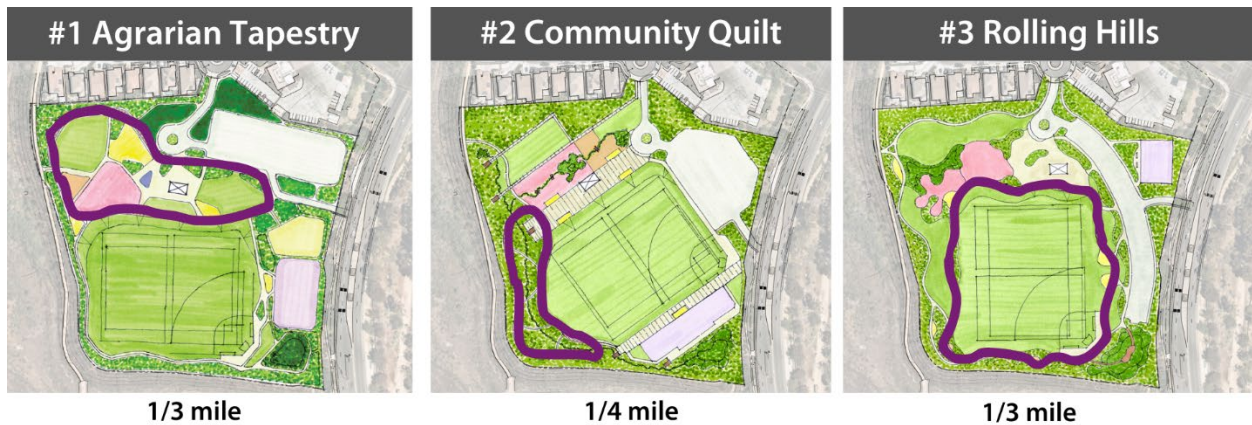 #1 Agrarian Tapestry
#2 Community Quilt
#3 Rolling Hills
1/3 mile
1/4 mile
1/3 mile